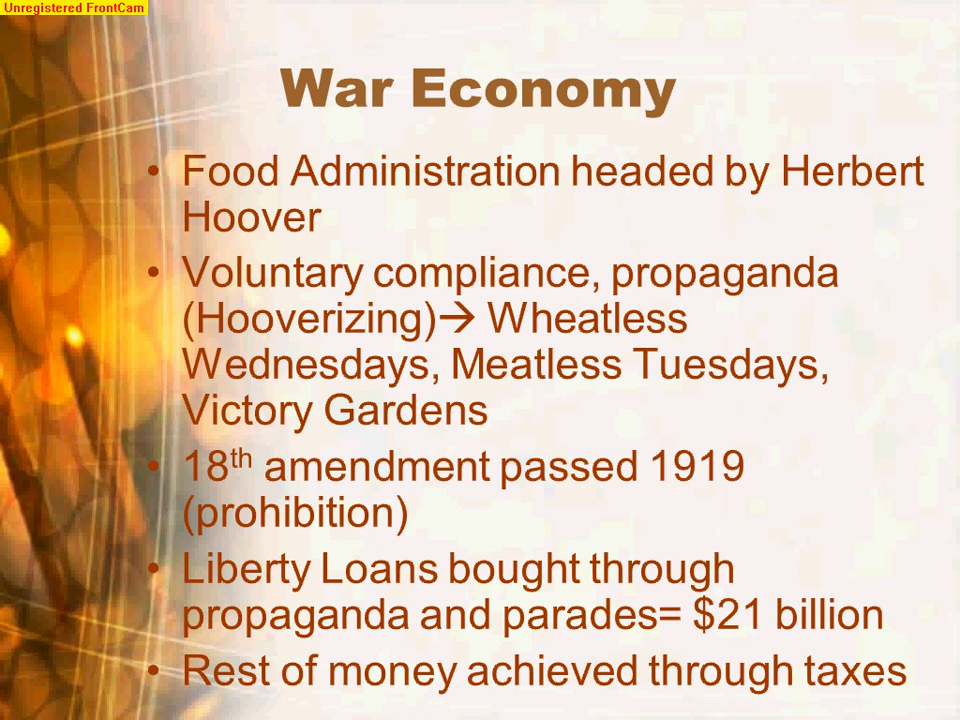 Unregistered FrontCam
War Economy
• Food Administration headed by Herbert
Hoover
• Voluntary compliance, propaganda
(Hooverizing)→ Wheatless
Wednesdays, Meatless Tuesdays,
Victory Gardens
• 18th amendment passed 1919
(prohibition)
• Liberty Loans bought through
propaganda and parades= $21 billion
• Rest of money achieved through taxes